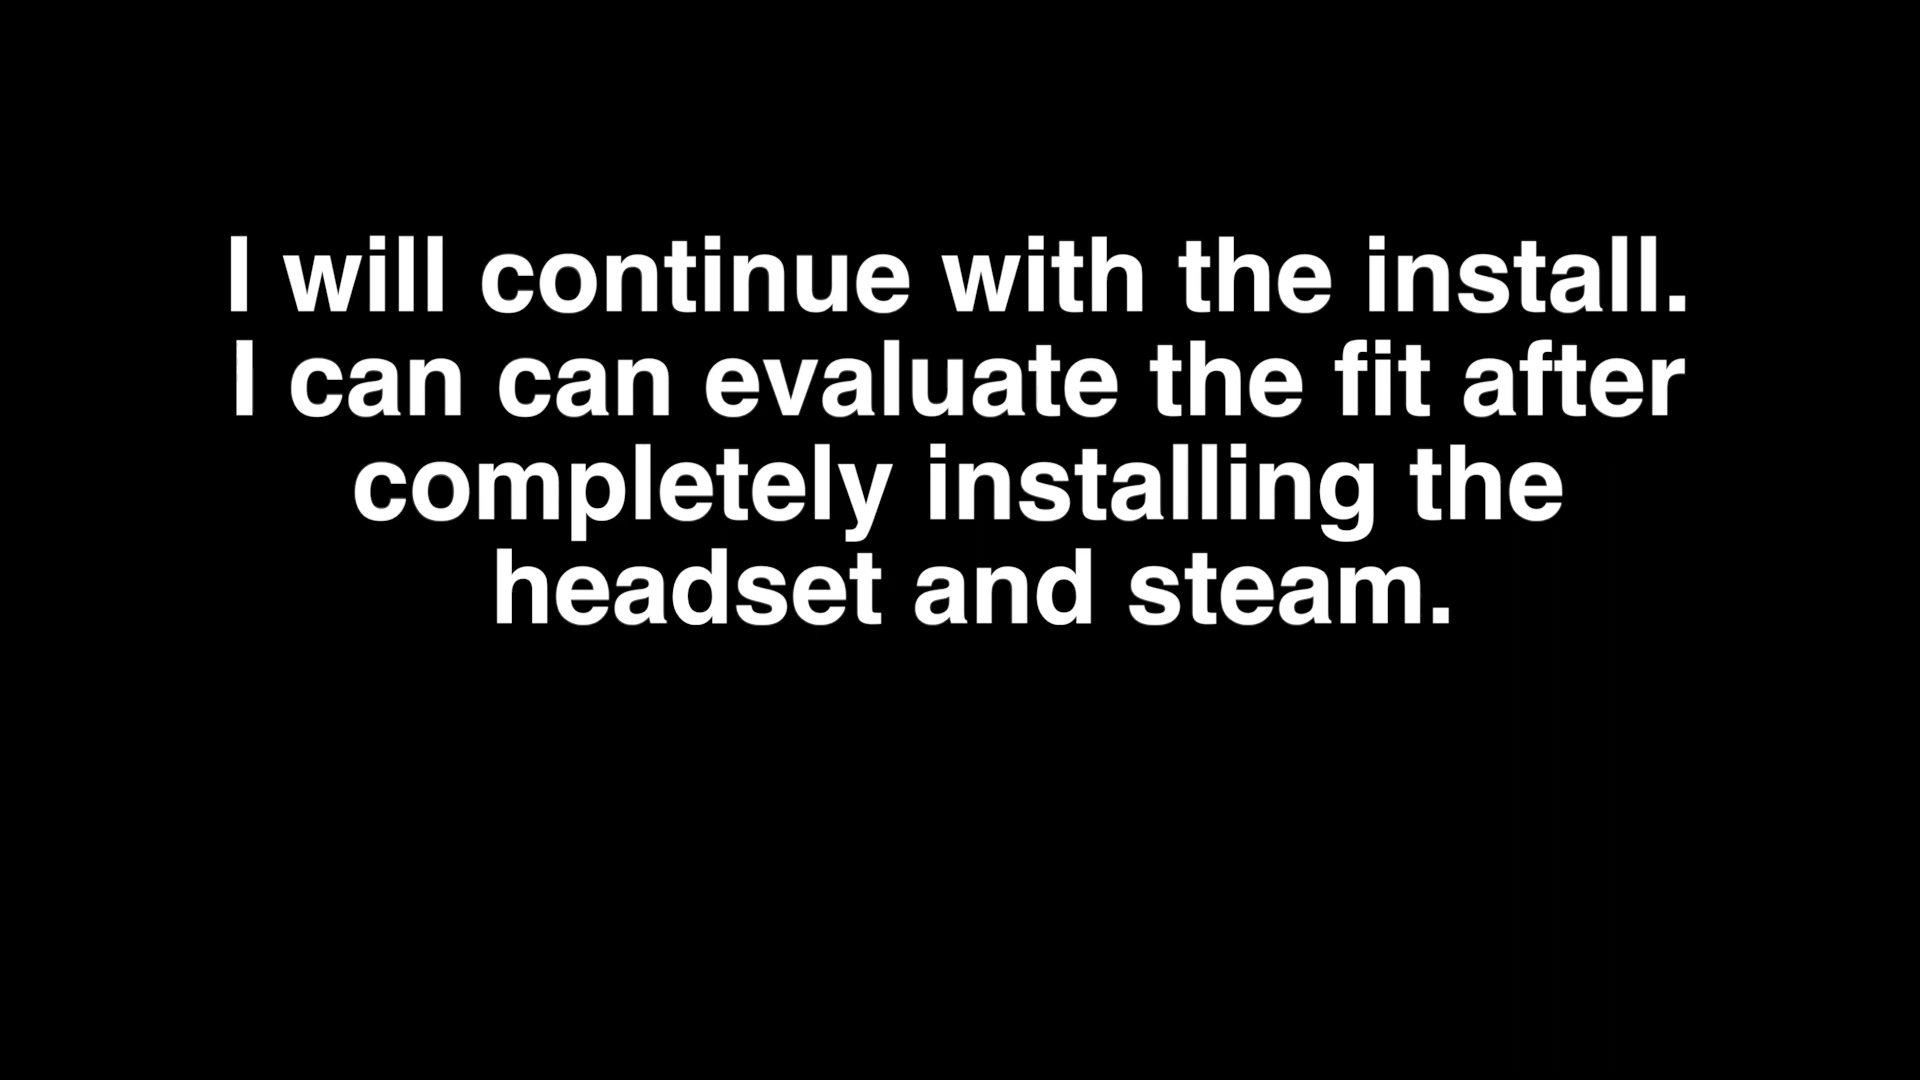 I will continue with the install.
I can can evaluate the fit after
completely installing the
headset and steam.